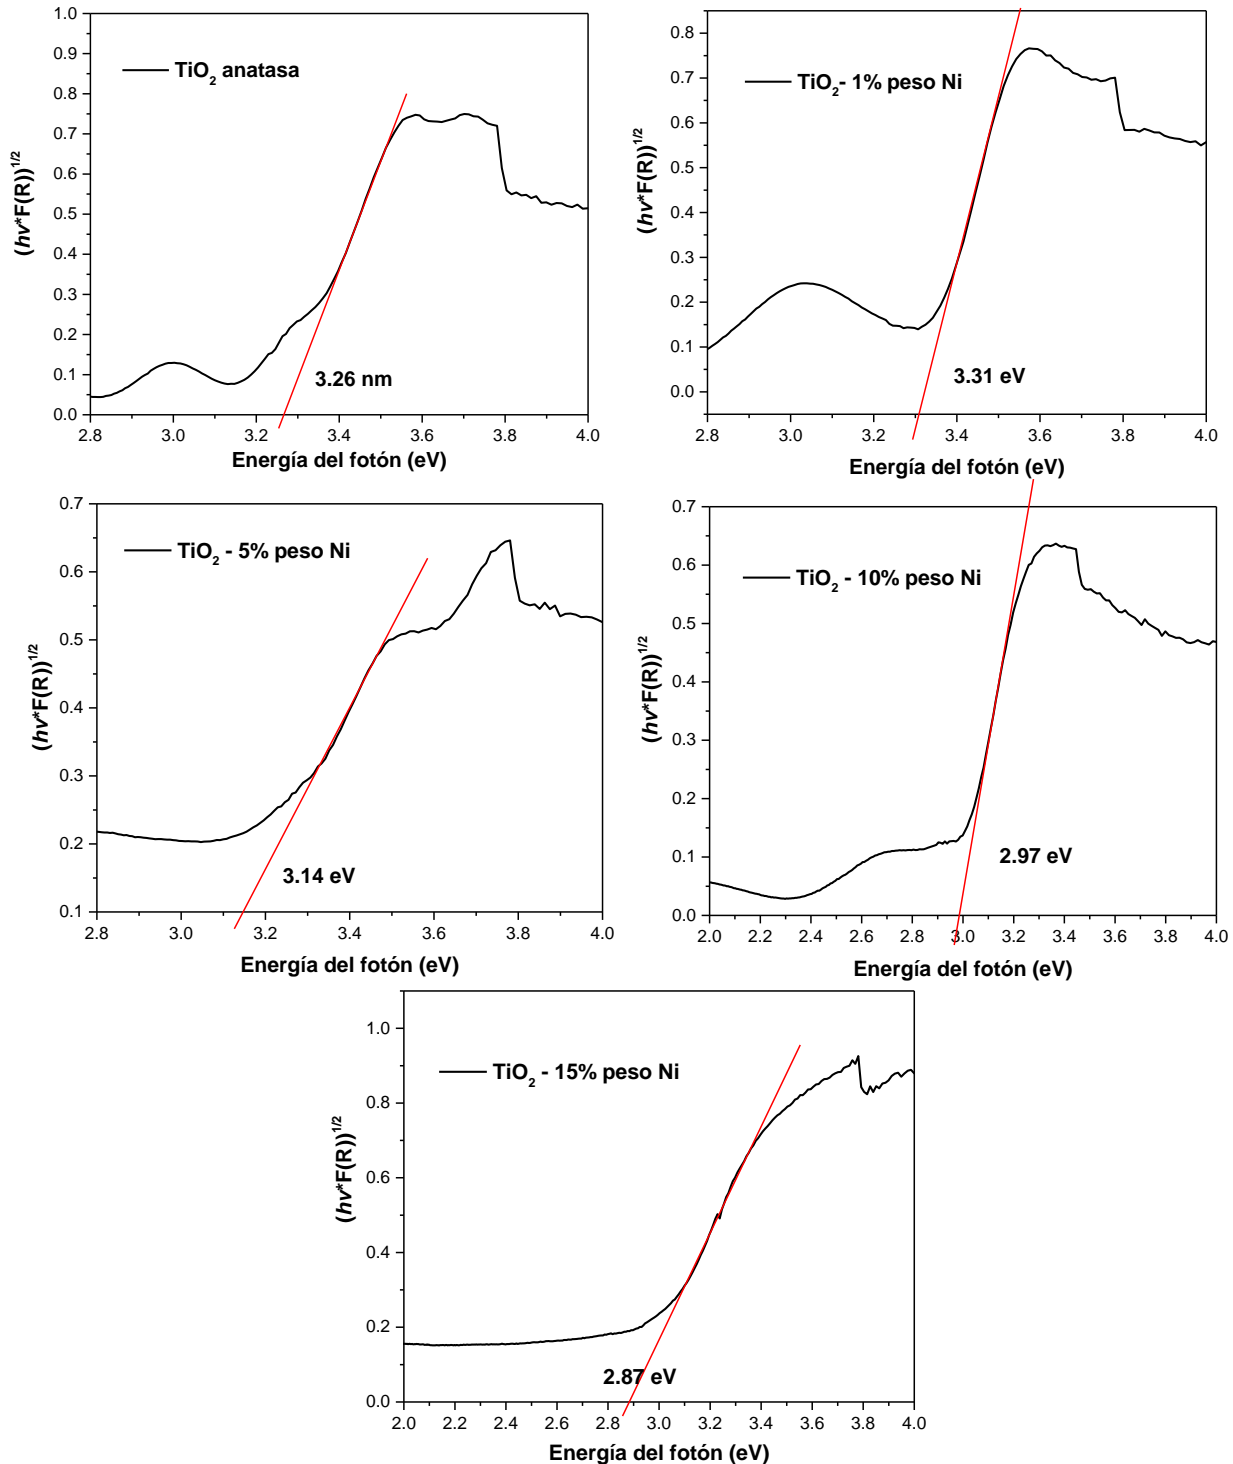 TiO2 anatasa
(hv*F(R))1/2
1.0
0.9
0.8
0.7
0.6
0.5
0.4
0.3
0.2
0.1
0.0
3.26 nm
2.8 3.0 3.2 3.4 3.6 3.8 4.0
Energía del fotón (eV)
TiO2- 1% peso Ni
(hv*F(R))1/2
0.8
0.7
0.6
0.5
0.4
0.3
0.2
0.1
0.0
3.31 eV
2.8 3.0 3.2 3.4 3.6 3.8 4.0
Energía del fotón (eV)
TiO2 - 5% peso Ni
(hv*F(R))1/2
0.7
0.6
0.5
0.4
0.3
0.2
0.1
3.14 eV
2.8 3.0 3.2 3.4 3.6 3.8 4.0
Energía del fotón (eV)
TiO2 - 10% peso Ni
(hv*F(R))1/2
0.7
0.6
0.5
0.4
0.3
0.2
0.1
0.0
2.97 eV
2.0 2.2 2.4 2.6 2.8 3.0 3.2 3.4 3.6 3.8 4.0
Energía del fotón (eV)
TiO2 - 15% peso Ni
(hv*F(R))1/2
1.0
0.8
0.6
0.4
0.2
0.0
2.87 eV
2.0 2.2 2.4 2.6 2.8 3.0 3.2 3.4 3.6 3.8 4.0
Energía del fotón (eV)